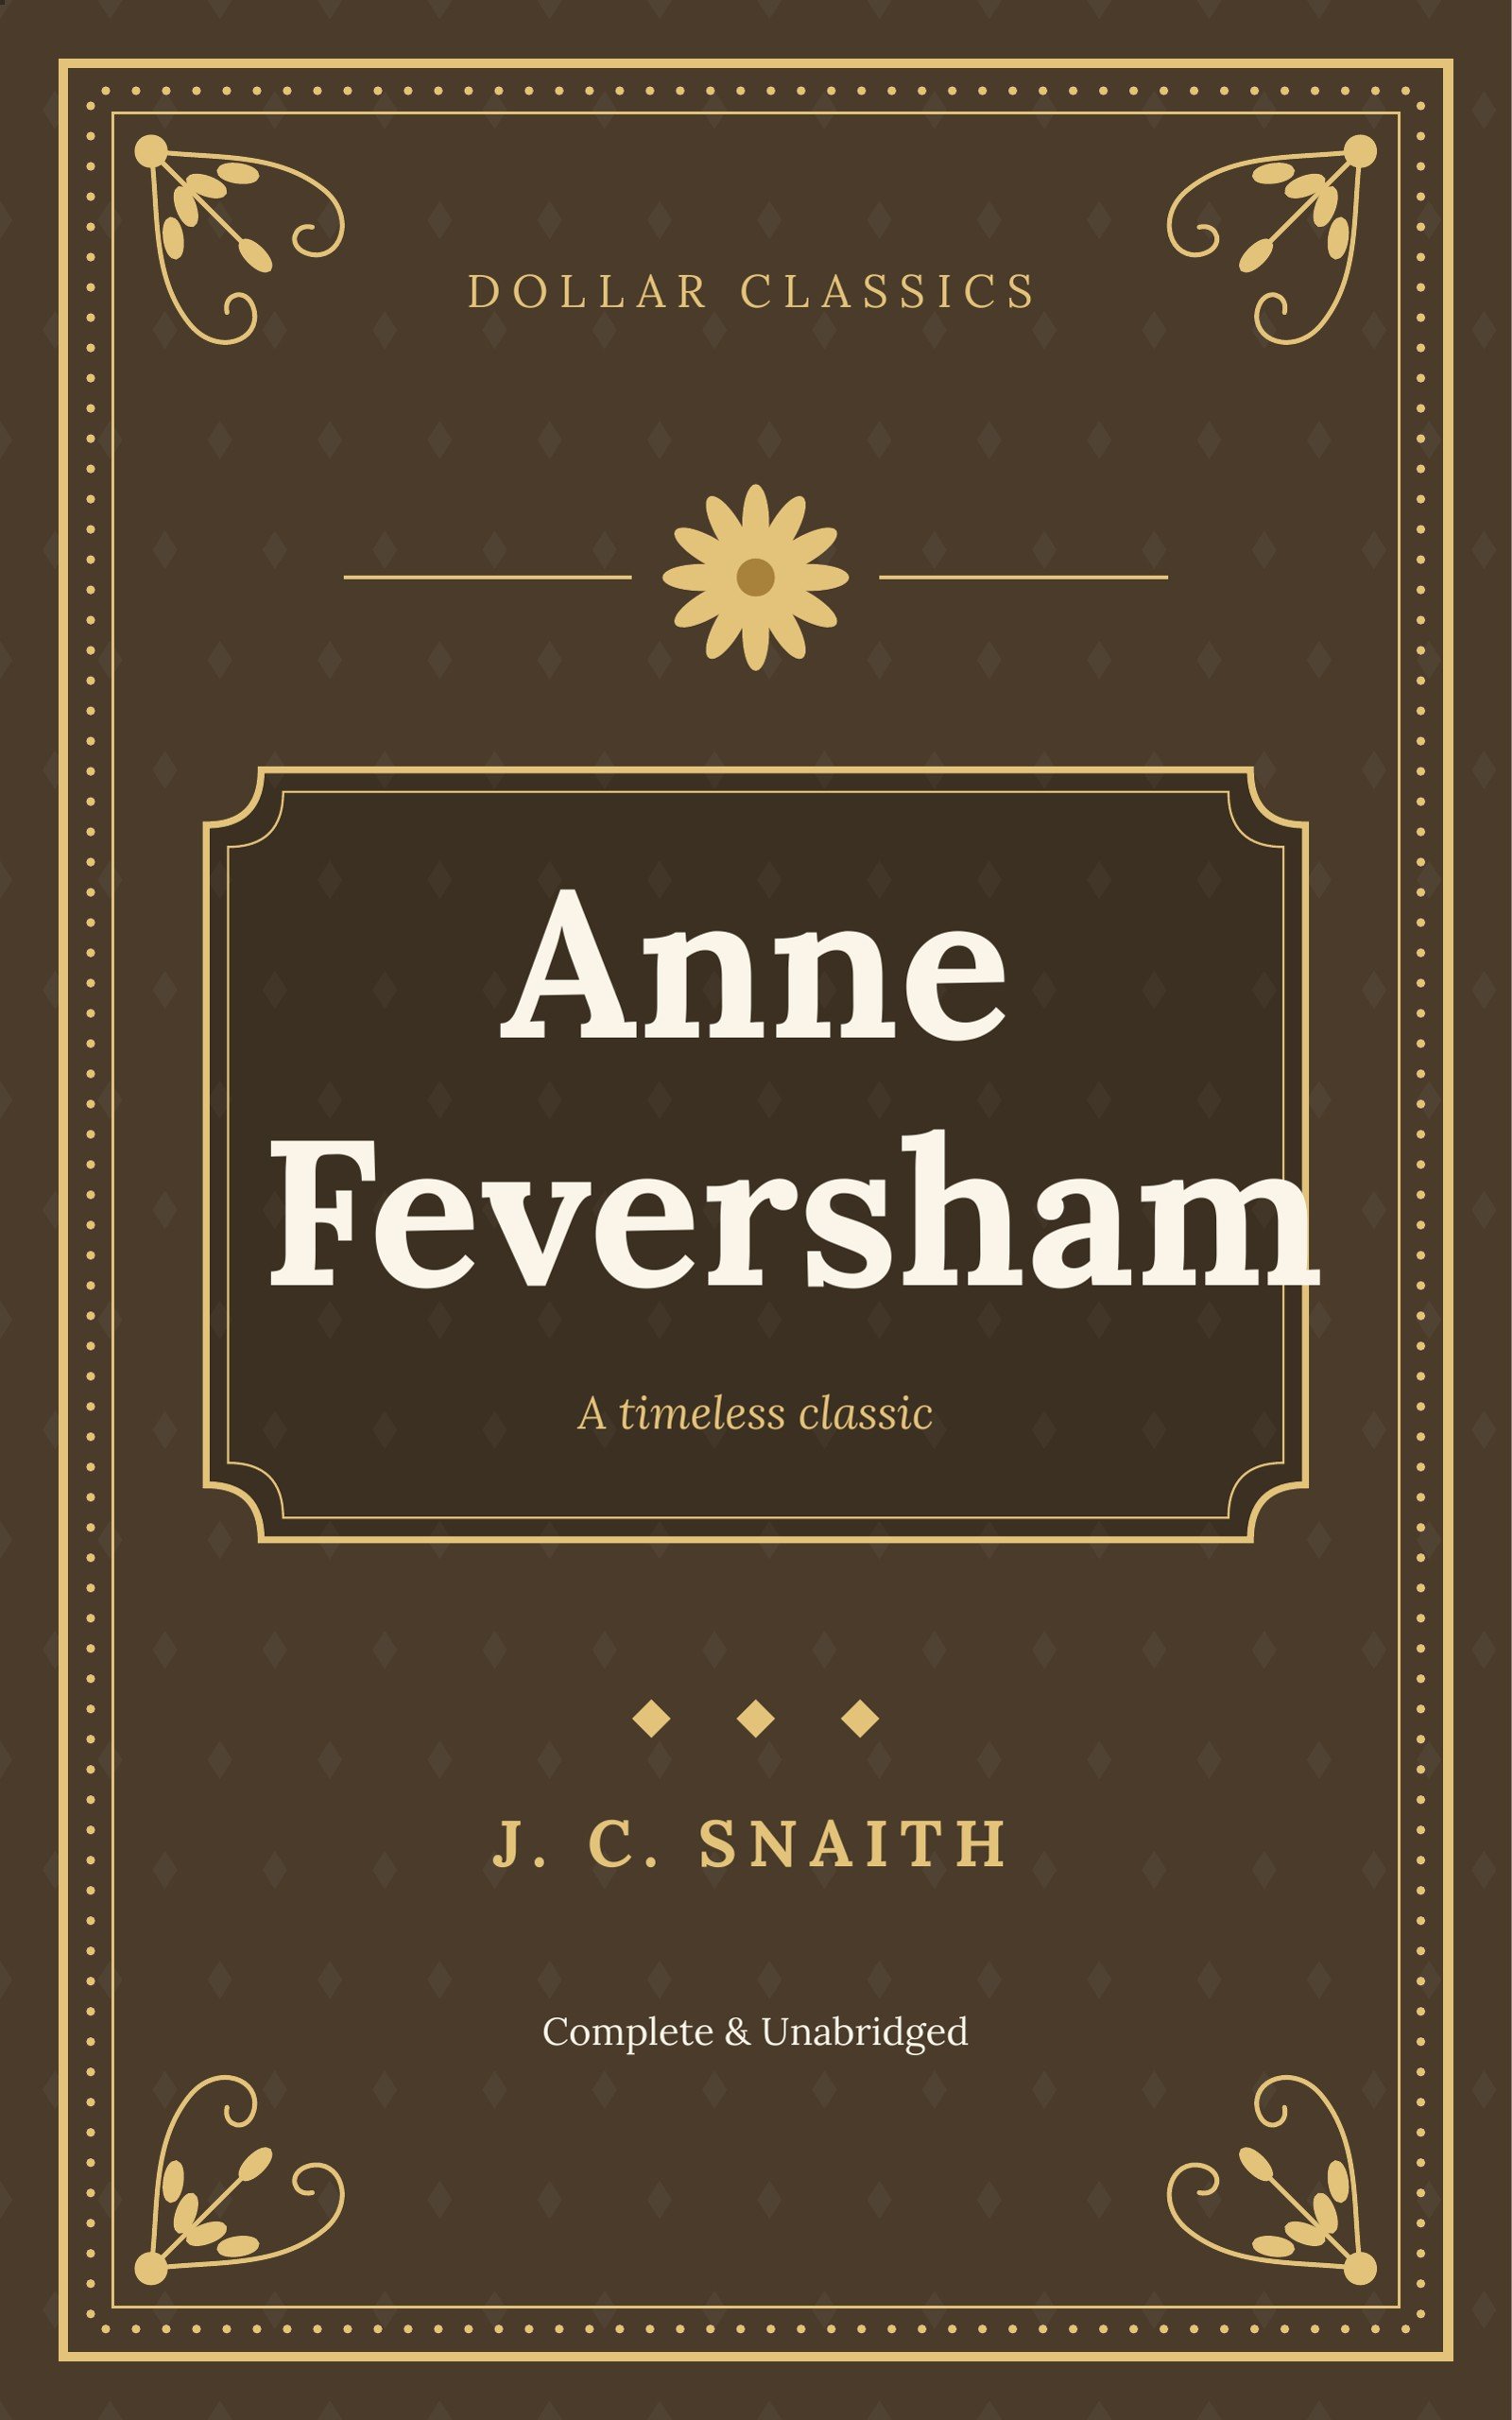 DOLLAR CLASSICS
Anne
Feversham
A timeless classic
J. C. SNAITH
Complete & Unabridged